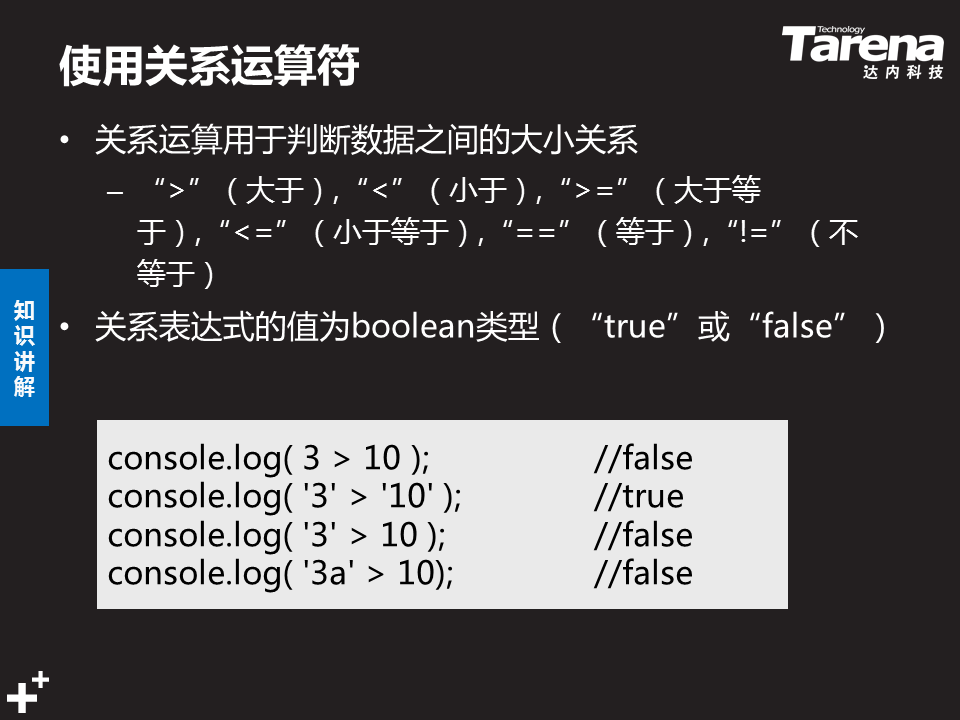 使用关系运算符
Technology
Tarena
达内科技
• 关系运算用于判断数据之间的大小关系
– “>”（大于）,“<”（小于）,“>=”（大于等
于）,“<=”（小于等于）,“==”（等于）,“!=”（不
等于）
• 关系表达式的值为boolean类型（“true”或“false”）
知
识
讲
解
console.log( 3 > 10 ); //false
console.log( '3' > '10' ); //true
console.log( '3' > 10 ); //false
console.log( '3a' > 10); //false